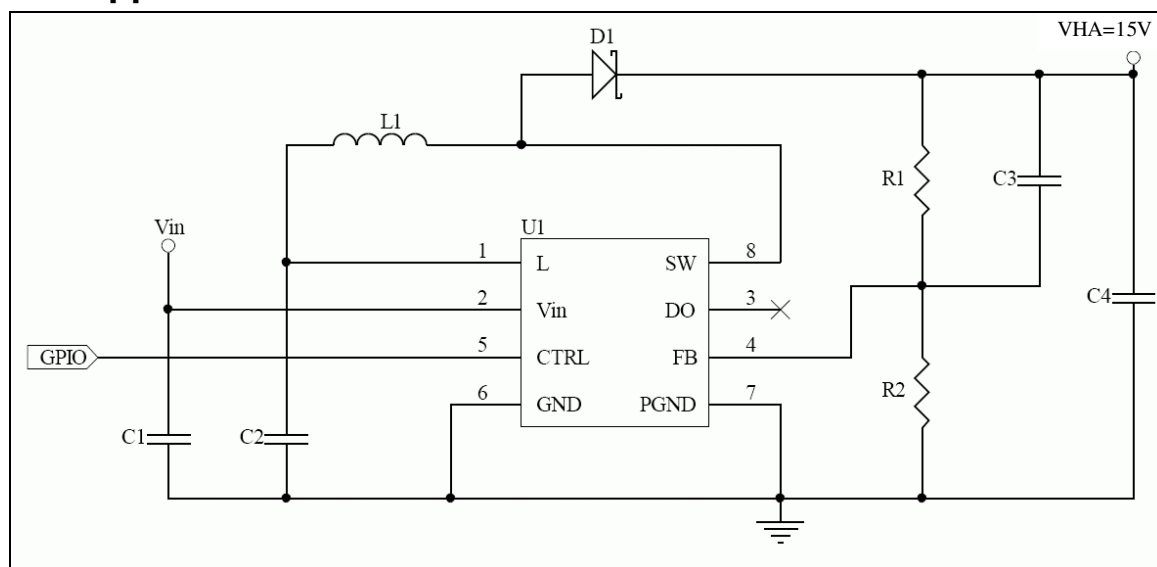 VHA=15V
D1
L1
R1
C3
Vin
U1
1
L
SW
8
2
Vin
DO
3
C4
GPIO
5
CTRL
FB
4
R2
6
GND
PGND
7
C1
C2